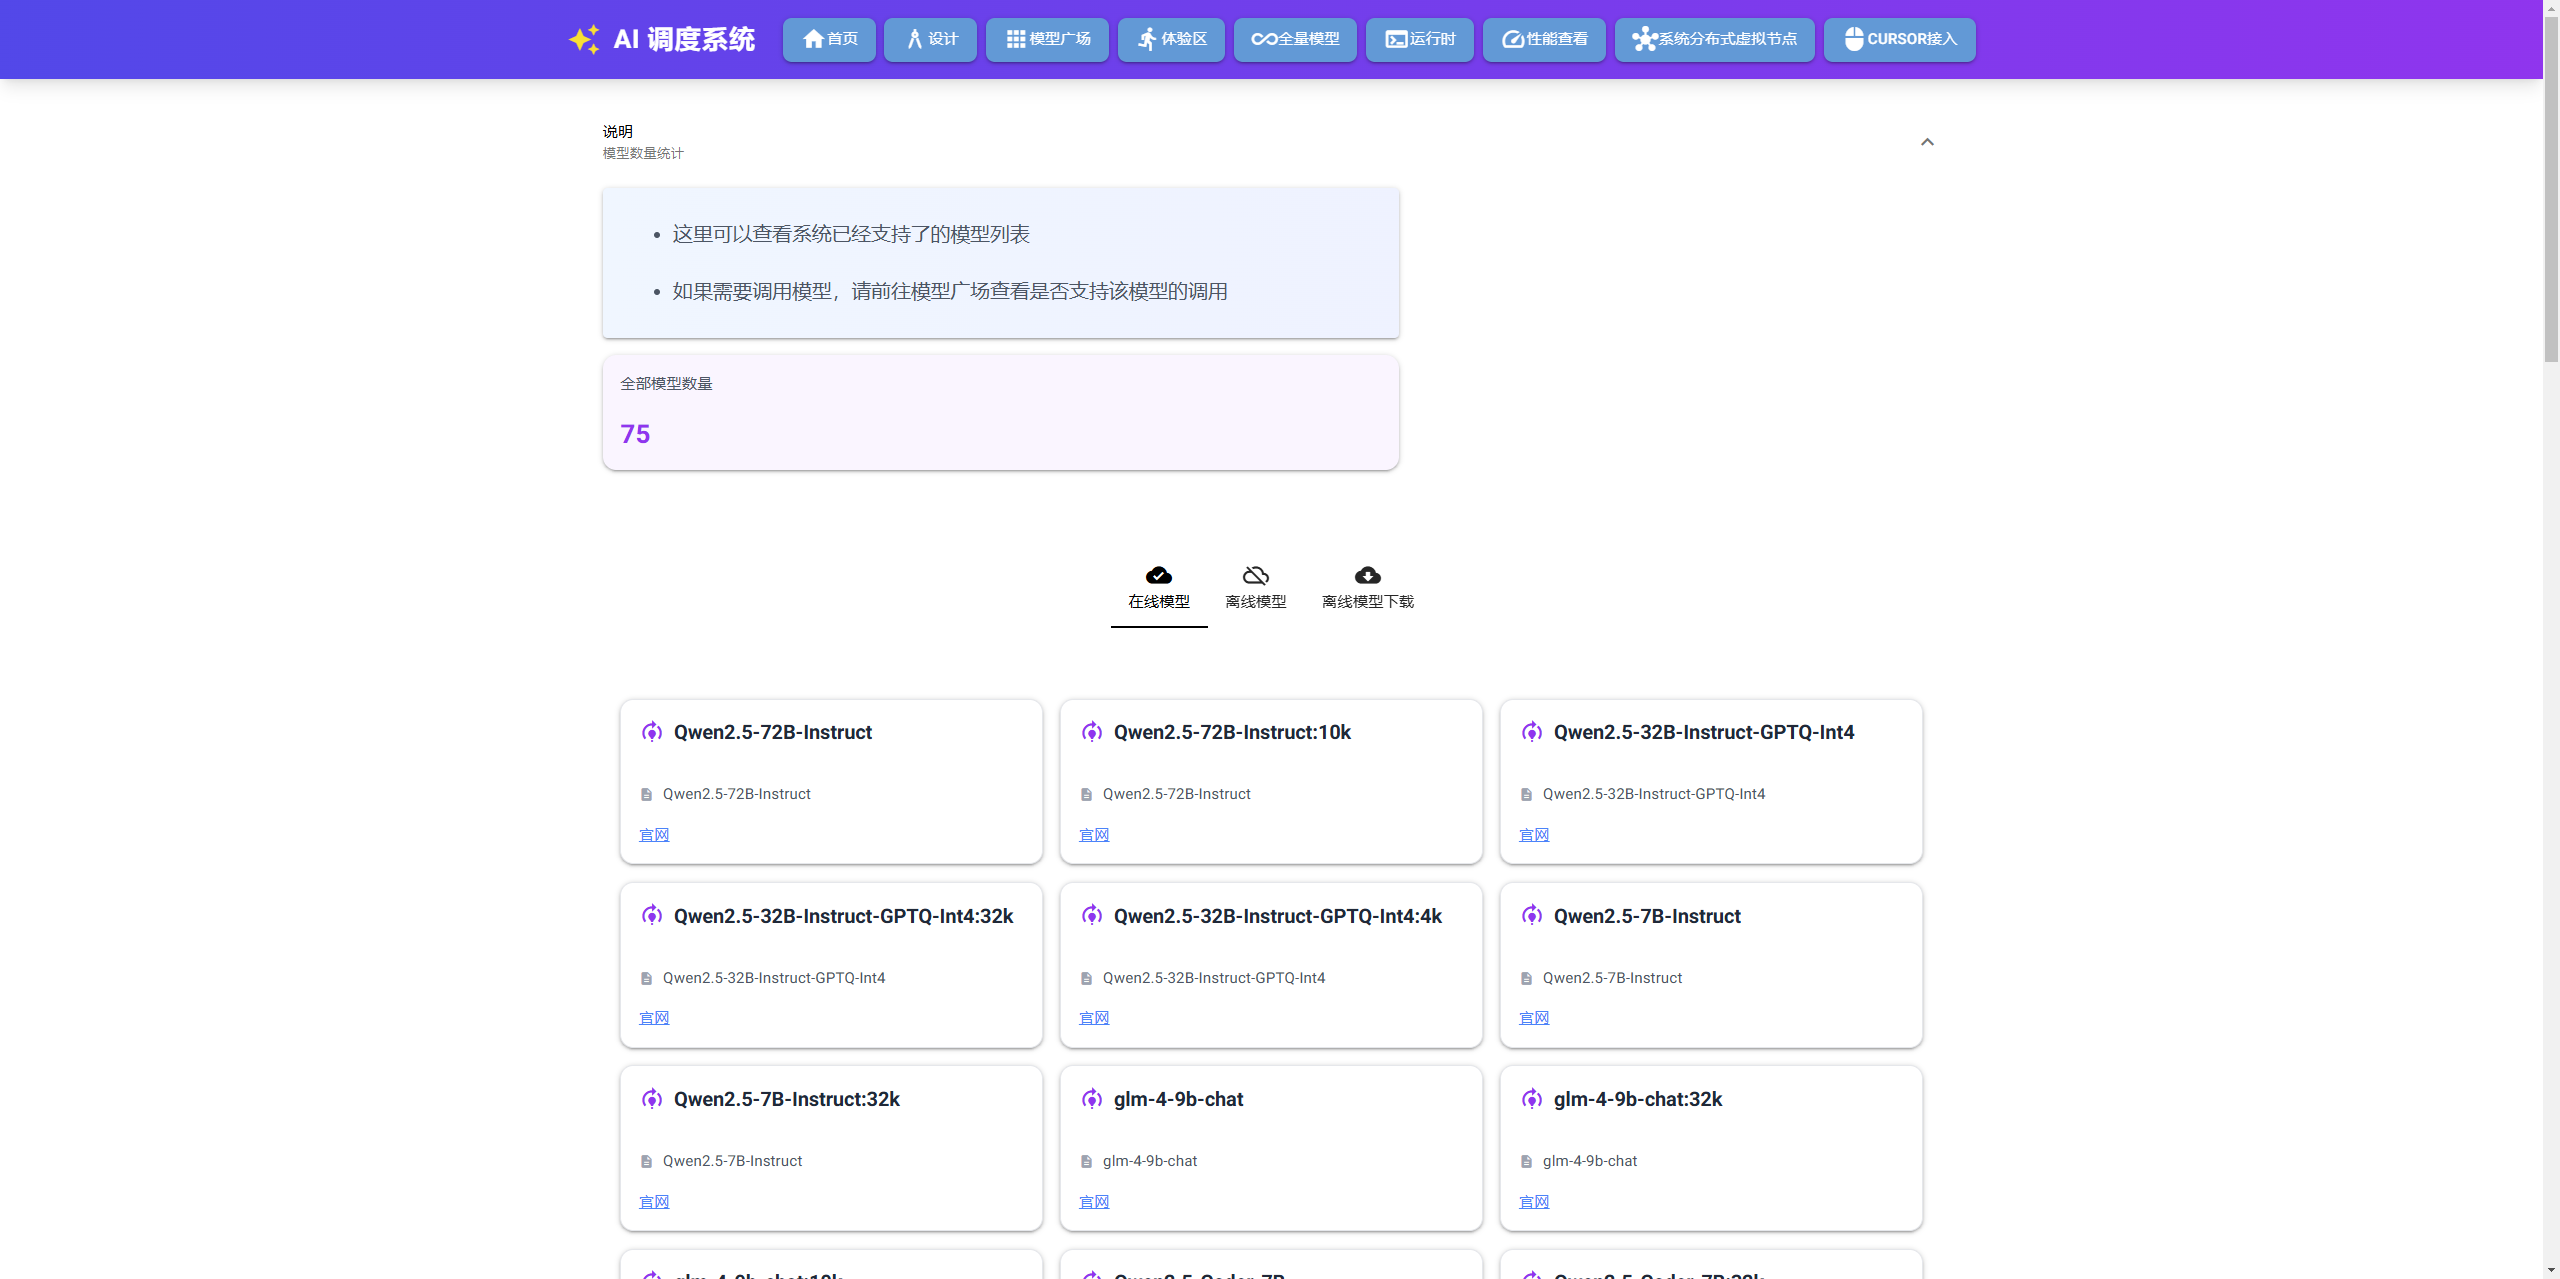 AI 调度系统
首页
设计
模型广场
体验区
全量模型
运行时
性能查看
系统分布式虚拟节点
CURSOR接入
说明
模型数量统计
这里可以查看系统已经支持了的模型列表
如果需要调用模型，请前往模型广场查看是否支持该模型的调用
全部模型数量
75
在线模型
离线模型
离线模型下载
Qwen2.5-72B-Instruct
Qwen2.5-72B-Instruct
官网
Qwen2.5-72B-Instruct:10k
Qwen2.5-72B-Instruct
官网
Qwen2.5-32B-Instruct-GPTQ-Int4
Qwen2.5-32B-Instruct-GPTQ-Int4
官网
Qwen2.5-32B-Instruct-GPTQ-Int4:32k
Qwen2.5-32B-Instruct-GPTQ-Int4
官网
Qwen2.5-32B-Instruct-GPTQ-Int4:4k
Qwen2.5-32B-Instruct-GPTQ-Int4
官网
Qwen2.5-7B-Instruct
Qwen2.5-7B-Instruct
官网
Qwen2.5-7B-Instruct:32k
Qwen2.5-7B-Instruct
官网
glm-4-9b-chat
glm-4-9b-chat
官网
glm-4-9b-chat:32k
glm-4-9b-chat
官网